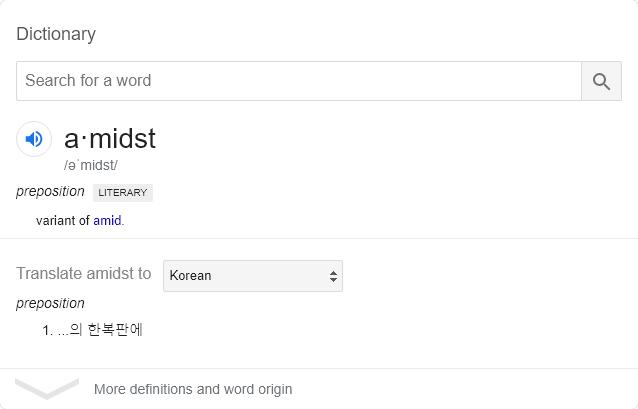 Dictionary
Search for a word
a·midst
/əˈmidst/
preposition LITERARY
variant of amid.
Translate amidst to Korean
preposition
1. ...의 한복판에
More definitions and word origin